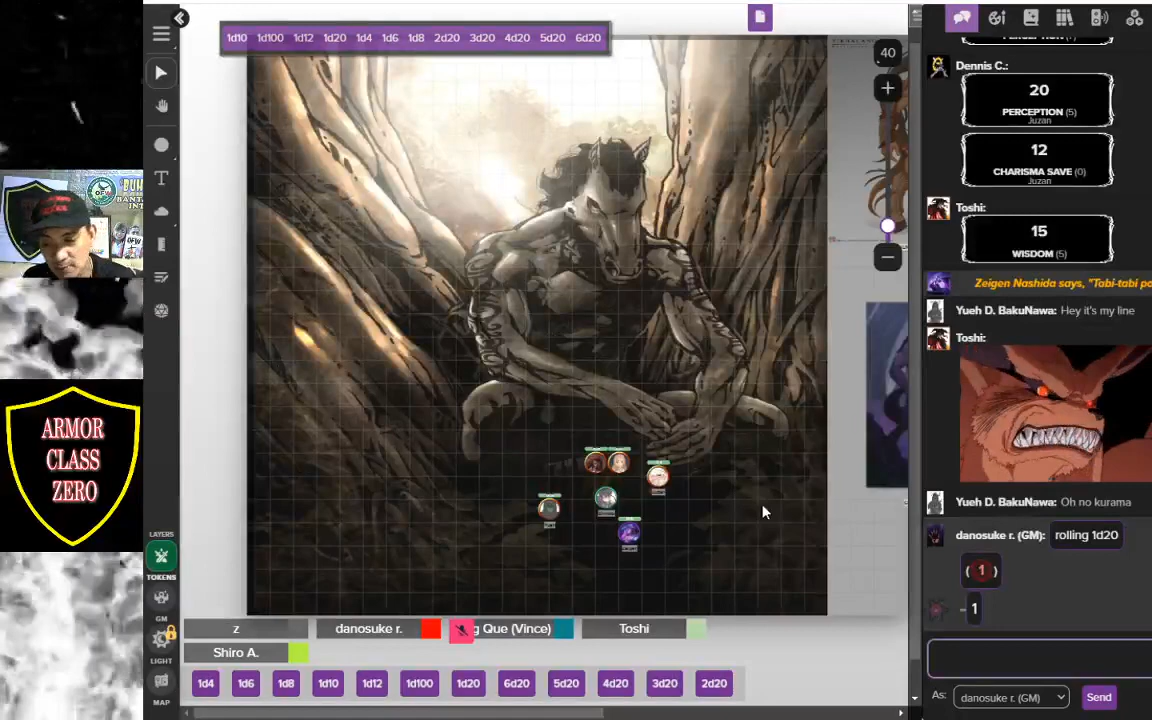 1d10 1d100 1d12 1d20 1d4 1d6 1d8 2d20 3d20 4d20 5d20 6d20
40
OFW
ARMOR
CLASS
ZERO
LAYERS
TOKENS
GM
LIGHT
MAP
z
danosuke r.
g Que (Vince)
Toshi
Shiro A.
1d4 1d6 1d8 1d10 1d12 1d100 1d20 6d20 5d20 4d20 3d20 2d20
Dennis C.:
20
PERCEPTION (5)
Juzan
12
CHARISMA SAVE (0)
Juzan
Toshi:
15
WISDOM (5)
Zeigen Nashida says, "Tabi-tabi po
Yueh D. BakuNawa: Hey it's my line
Toshi:
Yueh D. BakuNawa: Oh no kurama
danosuke r. (GM): rolling 1d20
(1)
=1
As: danosuke r. (GM) Send